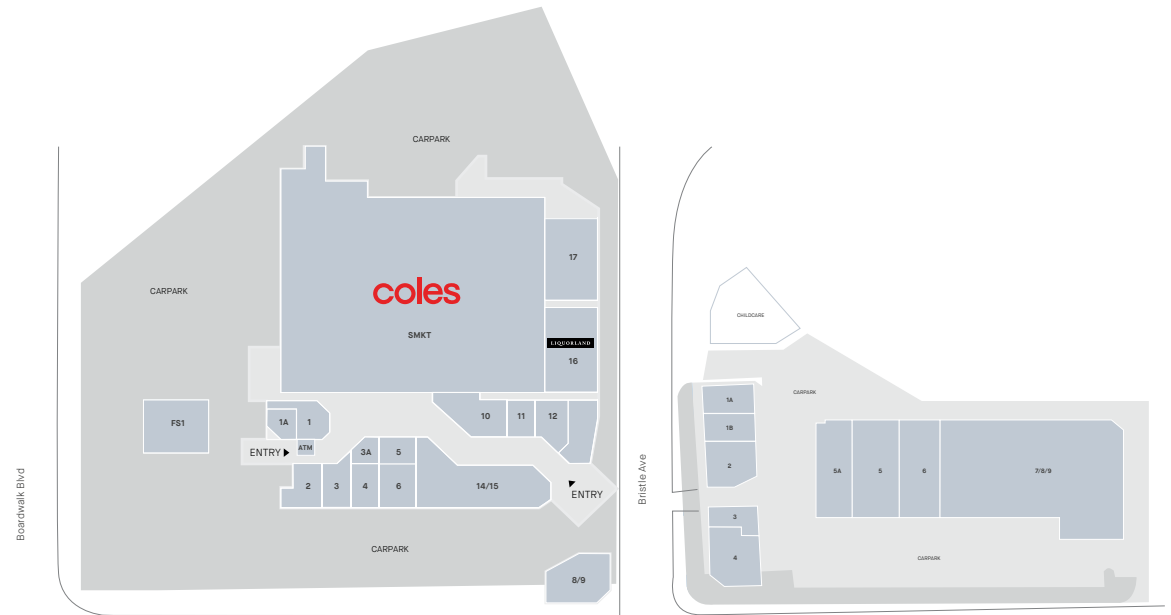 CARPARK
CARPARK
coles
SMKT
17
LIQUORLAND
16
FS1
1A
1
ATM
ENTRY
10
11
12
3A
5
2
3
4
6
14/15
ENTRY
CARPARK
8/9
Boardwalk Blvd
Bristle Ave
CHILDCARE
CARPARK
1A
1B
2
3
4
5A
5
6
7/8/9
CARPARK